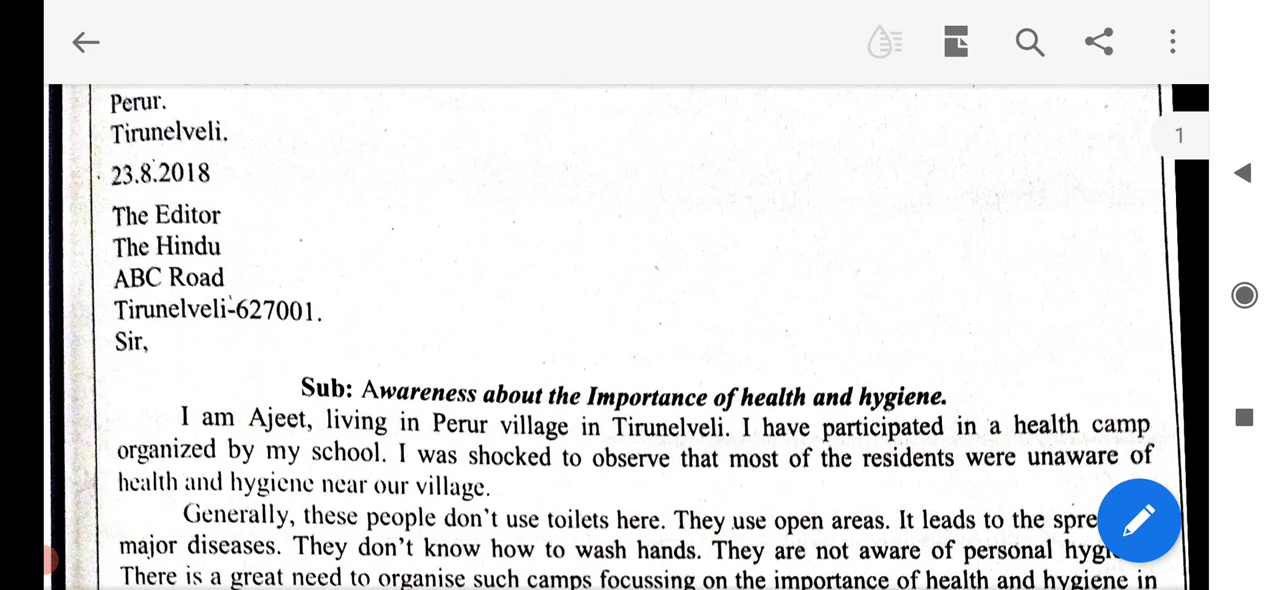 1
Perur.
Tirunelveli.
23.8.2018
The Editor
The Hindu
ABC Road
Tirunelveli-627001.
Sir,
Sub: Awareness about the Importance of health and hygiene.
I am Ajeet, living in Perur village in Tirunelveli. I have participated in a health camp
organized by my school. I was shocked to observe that most of the residents were unaware of
health and hygiene near our village.
Generally, these people don't use toilets here. They use open areas. It leads to the spre
major diseases. They don't know how to wash hands. They are not aware of personal hygi
There is a great need to organise such camps focussing on the importance of health and hygiene in